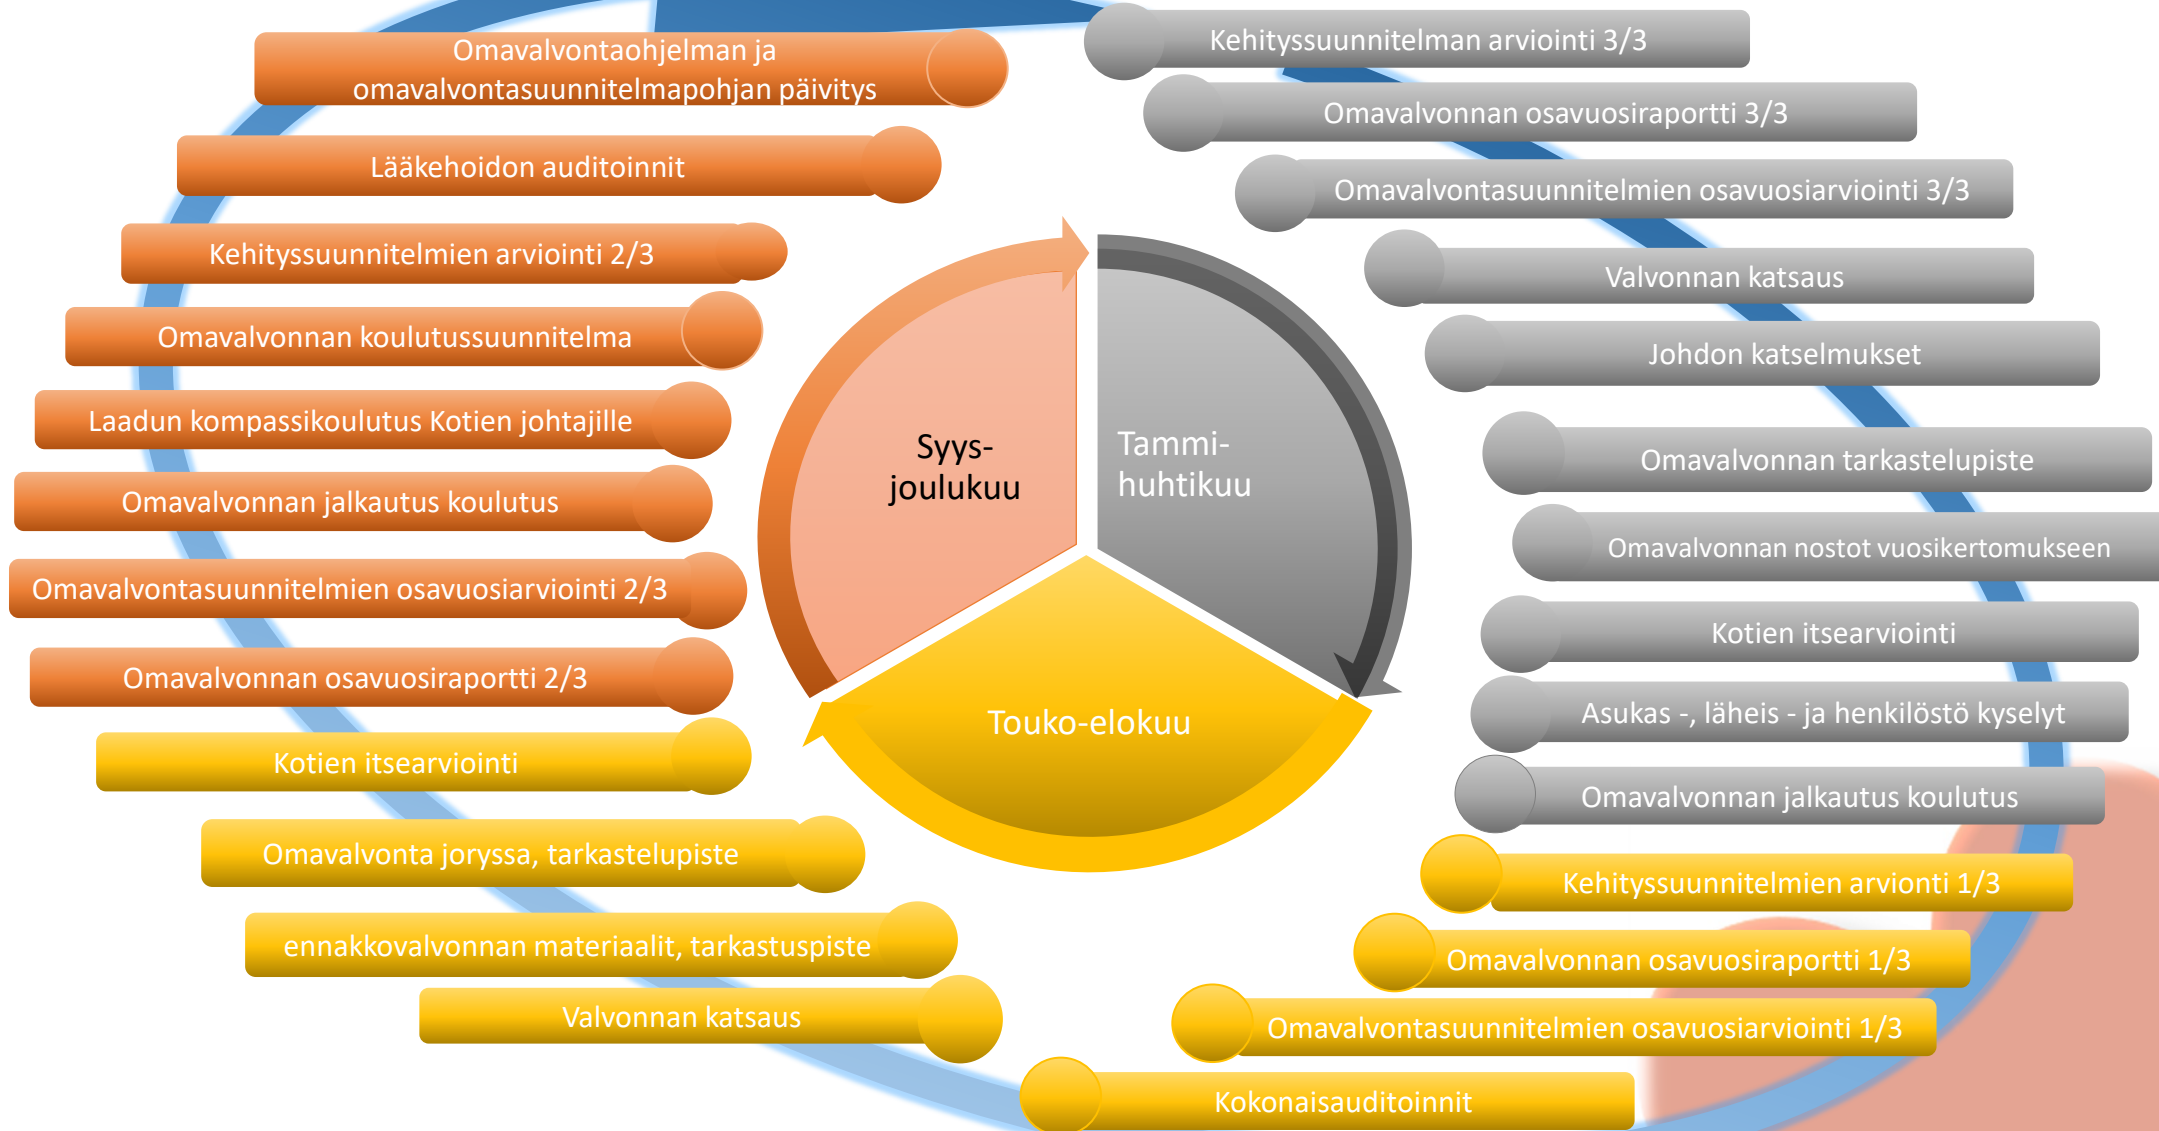 Omavalvontaohjelman ja
omavalvontasuunnitelmapohjan päivitys
Lääkehoidon auditoinnit
Kehityssuunnitelmien arviointi 2/3
Omavalvonnan koulutussuunnitelma
Laadun kompassikoulutus Kotien johtajille
Omavalvonnan jalkautus koulutus
Omavalvontasuunnitelmien osavuosiarviointi 2/3
Omavalvonnan osavuosiraportti 2/3
Kotien itsearviointi
Omavalvonta joryssa, tarkastelupiste
ennakkovalvonnan materiaalit, tarkastuspiste
Valvonnan katsaus
Syys-
joulukuu
Tammi-
huhtikuu
Touko-elokuu
Kehityssuunnitelman arviointi 3/3
Omavalvonnan osavuosiraportti 3/3
Omavalvontasuunnitelmien osavuosiarviointi 3/3
Valvonnan katsaus
Johdon katselmukset
Omavalvonnan tarkastelupiste
Omavalvonnan nostot vuosikertomukseen
Kotien itsearviointi
Asukas -, läheis - ja henkilöstö kyselyt
Omavalvonnan jalkautus koulutus
Kehityssuunnitelmien arvionti 1/3
Omavalvonnan osavuosiraportti 1/3
Omavalvontasuunnitelmien osavuosiarviointi 1/3
Kokonaisauditoinnit